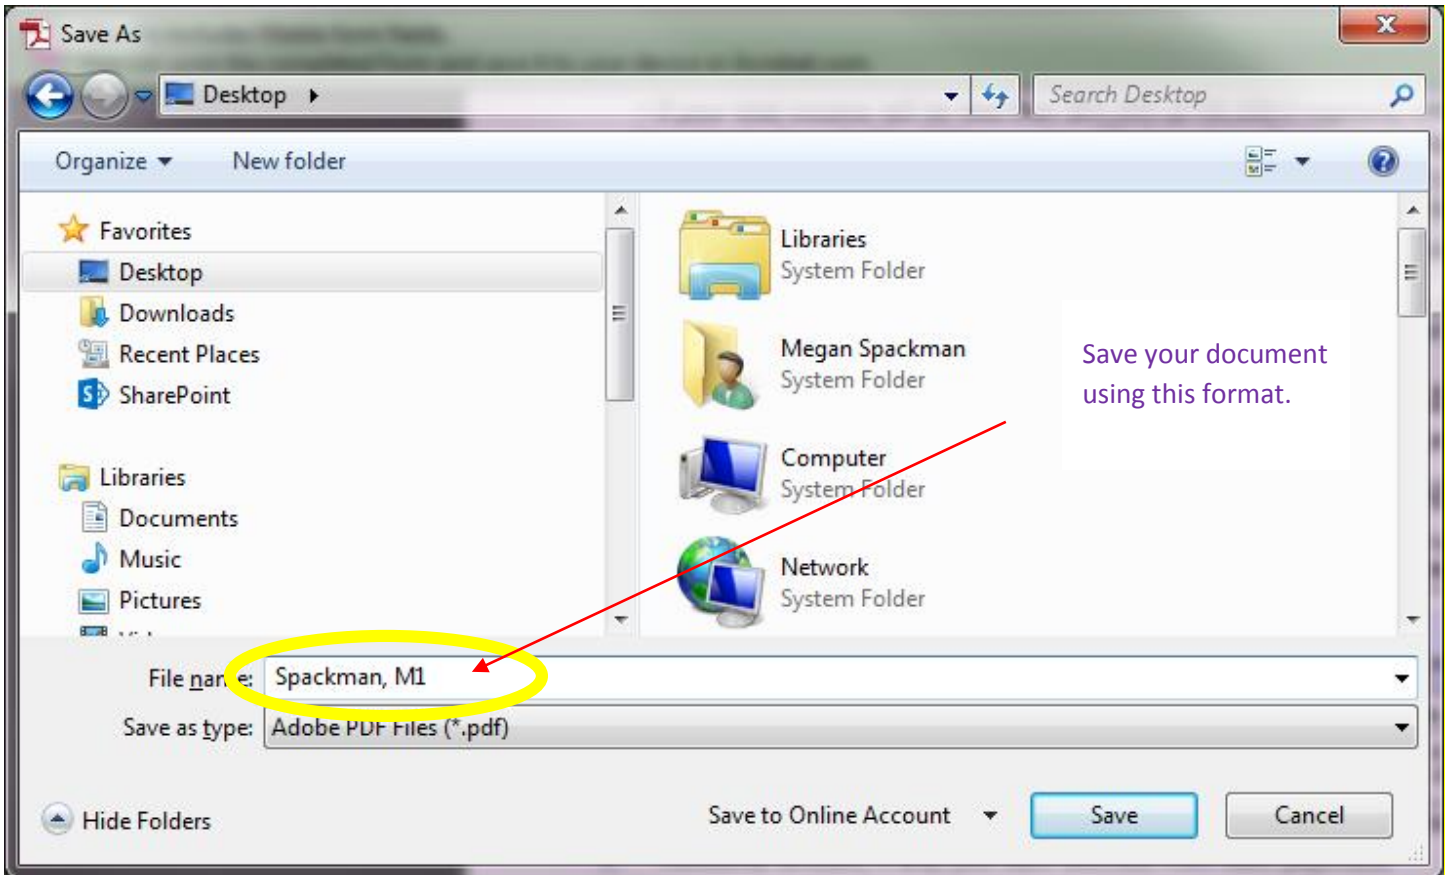 Save As
Desktop
Search Desktop
Organize
New folder
Favorites
Desktop
Downloads
Recent Places
SharePoint
Libraries
Documents
Music
Pictures
Libraries
System Folder
Megan Spackman
System Folder
Computer
System Folder
Network
System Folder
Save your document
using this format.
File name: Spackman, M1
Save as type: Adobe PDF Files (*.pdf)
Hide Folders
Save to Online Account
Save
Cancel